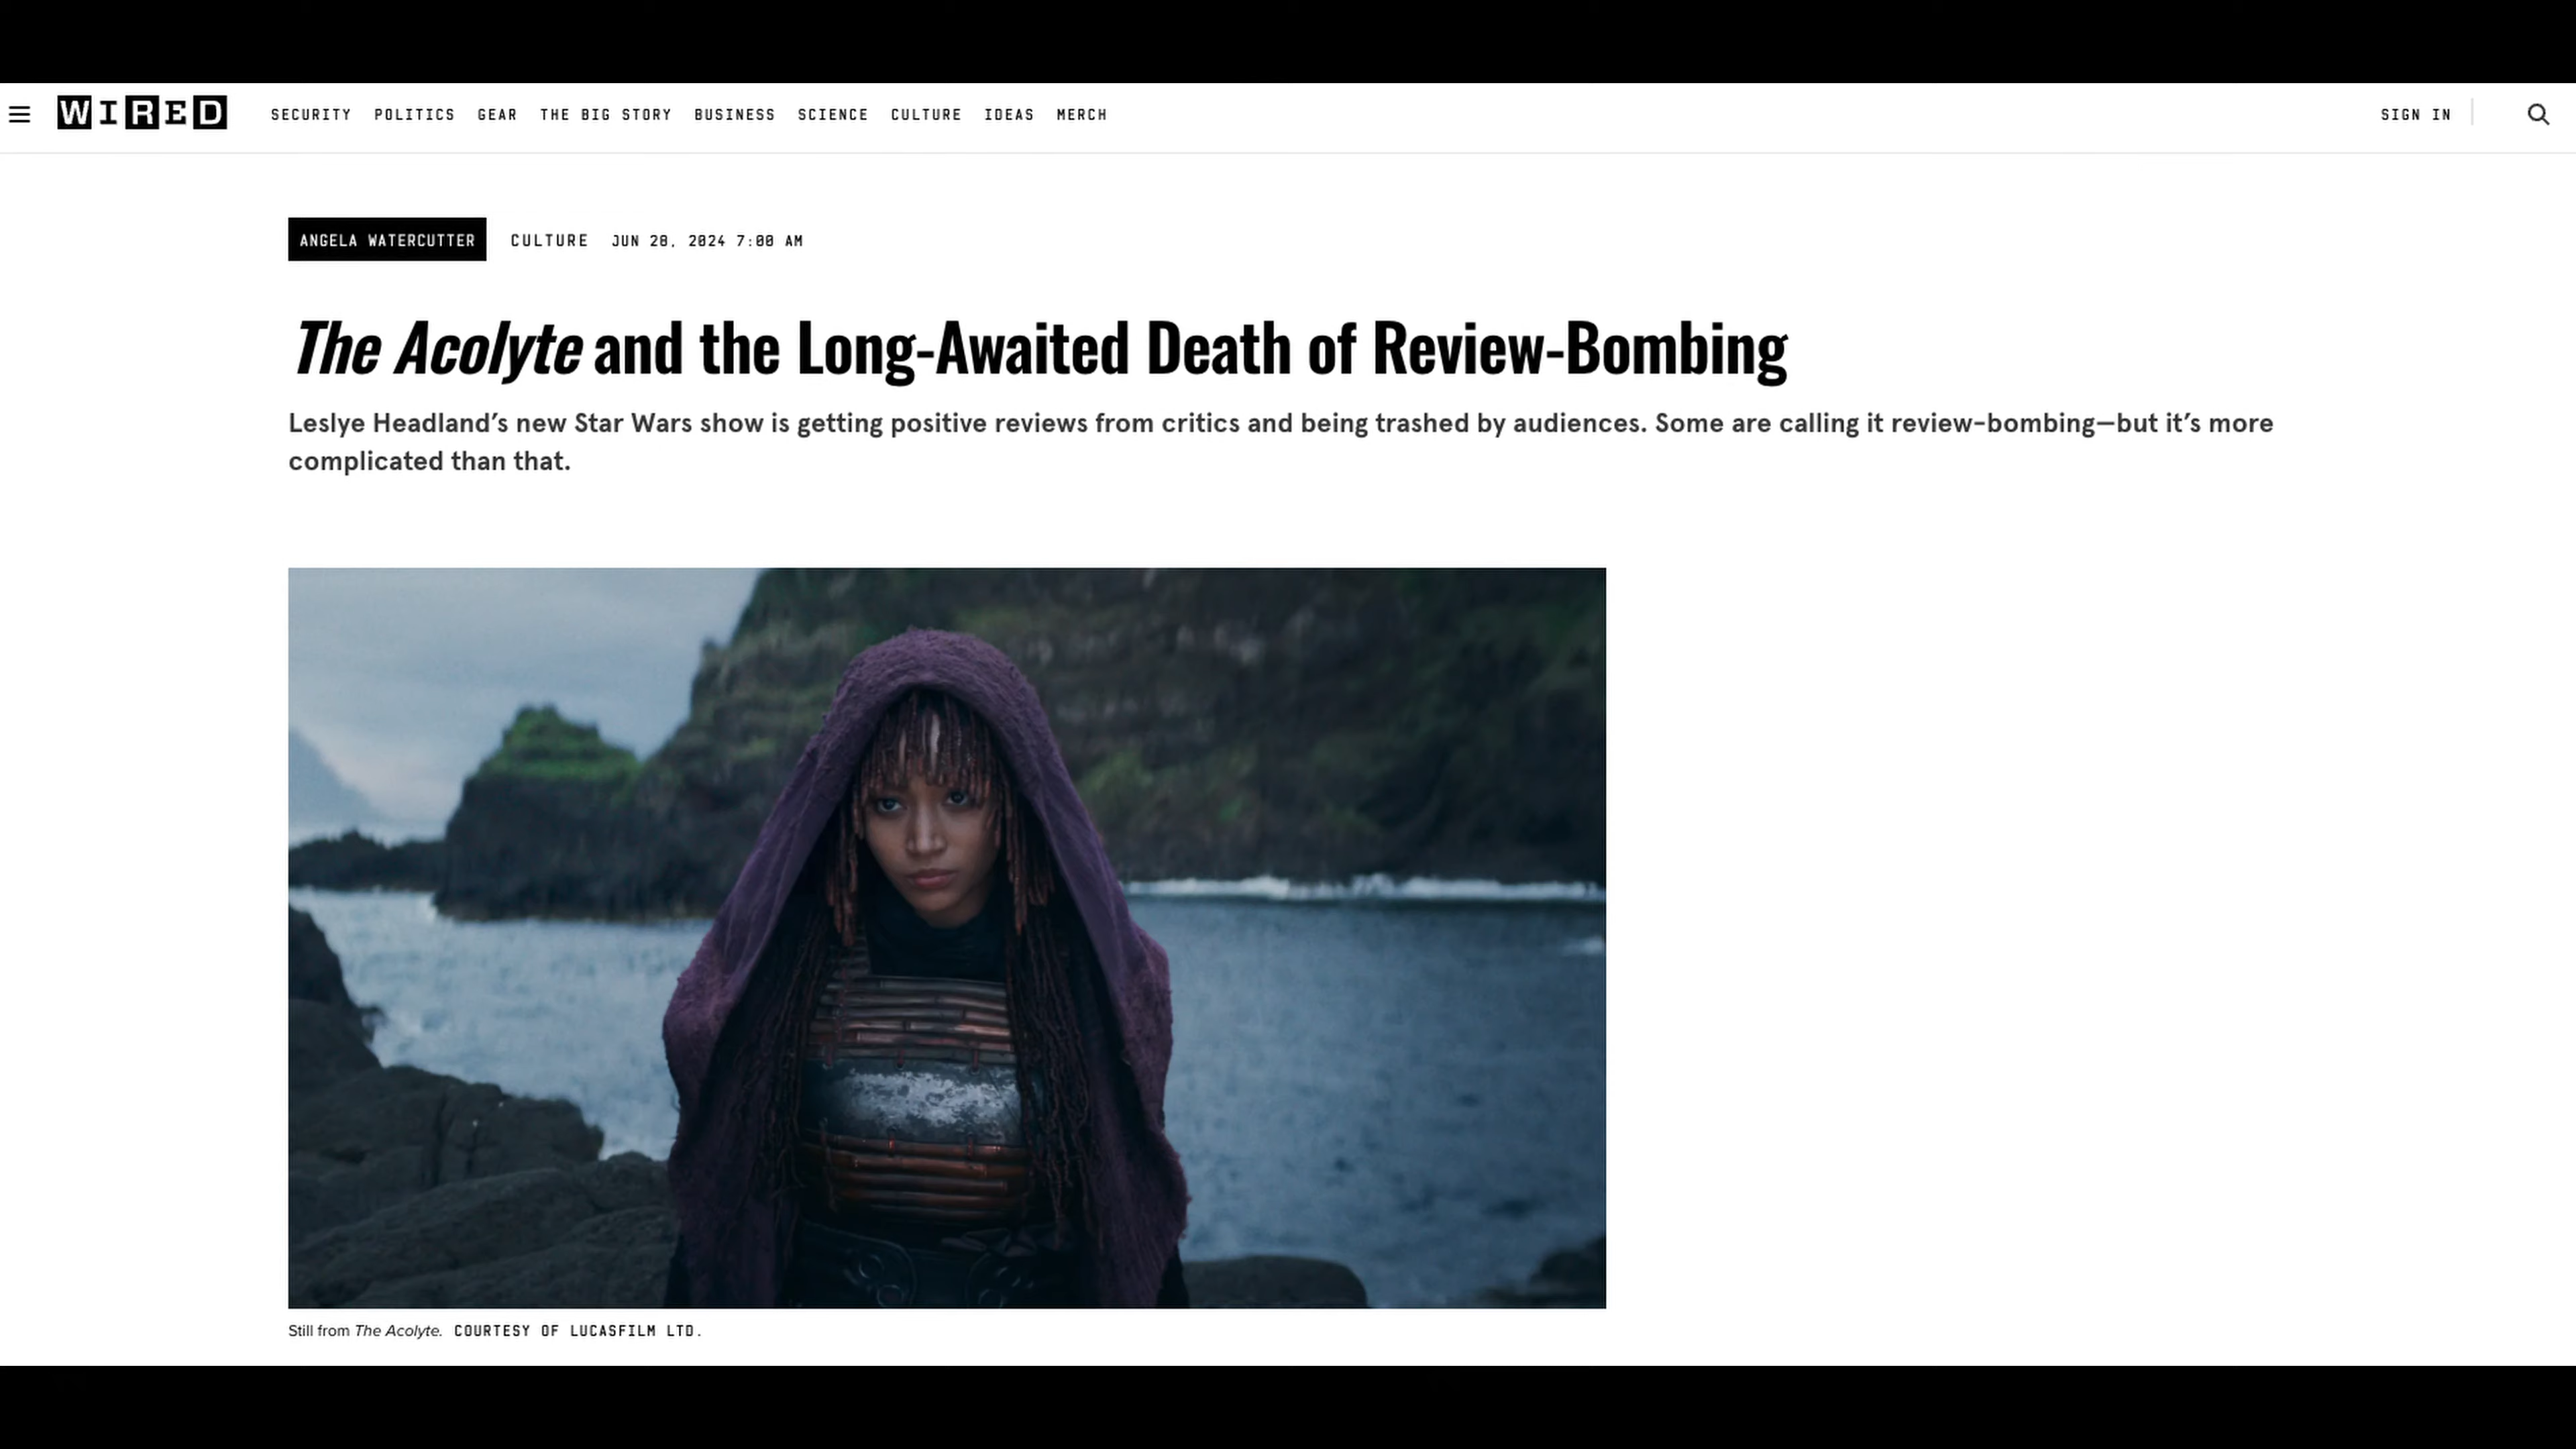 WIRED
SECURITY POLITICS GEAR THE BIG STORY BUSINESS SCIENCE CULTURE IDEAS MERCH
SIGN IN
ANGELA WATERCUTTER CULTURE JUN 28, 2024 7:00 AM
The Acolyte and the Long-Awaited Death of Review-Bombing
Leslye Headland’s new Star Wars show is getting positive reviews from critics and being trashed by audiences. Some are calling it review-bombing—but it’s more
complicated than that.
Still from The Acolyte. COURTESY OF LUCASFILM LTD.